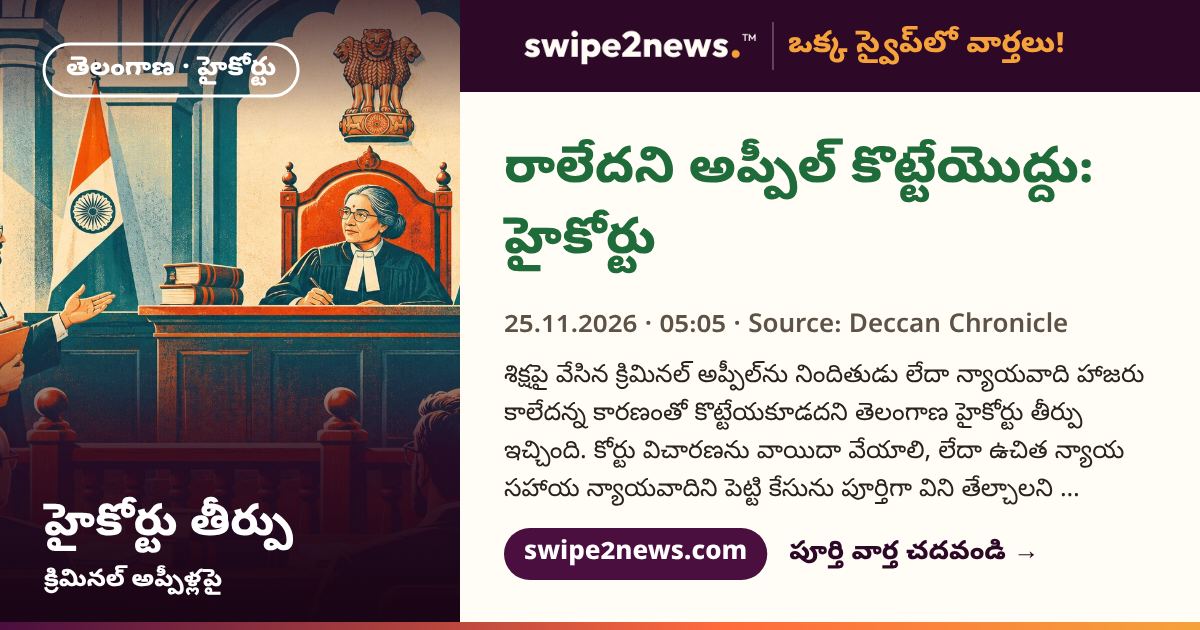 తెలంగాణ · హైకోర్టు
swipe2news.™
ఒక్క స్వైప్‌లో వార్తలు!
రాలేదని అప్పీల్ కొట్టేయొద్దు:
హైకోర్టు
25.11.2026 · 05:05 · Source: Deccan Chronicle
శిక్షపై వేసిన క్రిమినల్ అప్పీల్‌ను నిందితుడు లేదా న్యాయవాది హాజరు
కాలేదన్న కారణంతో కొట్టేయకూడదని తెలంగాణ హైకోర్టు తీర్పు
ఇచ్చింది. కోర్టు విచారణను వాయిదా వేయాలి, లేదా ఉచిత న్యాయ
సహాయ న్యాయవాదిని పెట్టి కేసును పూర్తిగా విని తేల్చాలని ...
swipe2news.com
పూర్తి వార్త చదవండి →
హైకోర్టు తీర్పు
క్రిమినల్ అప్పీళ్లపై